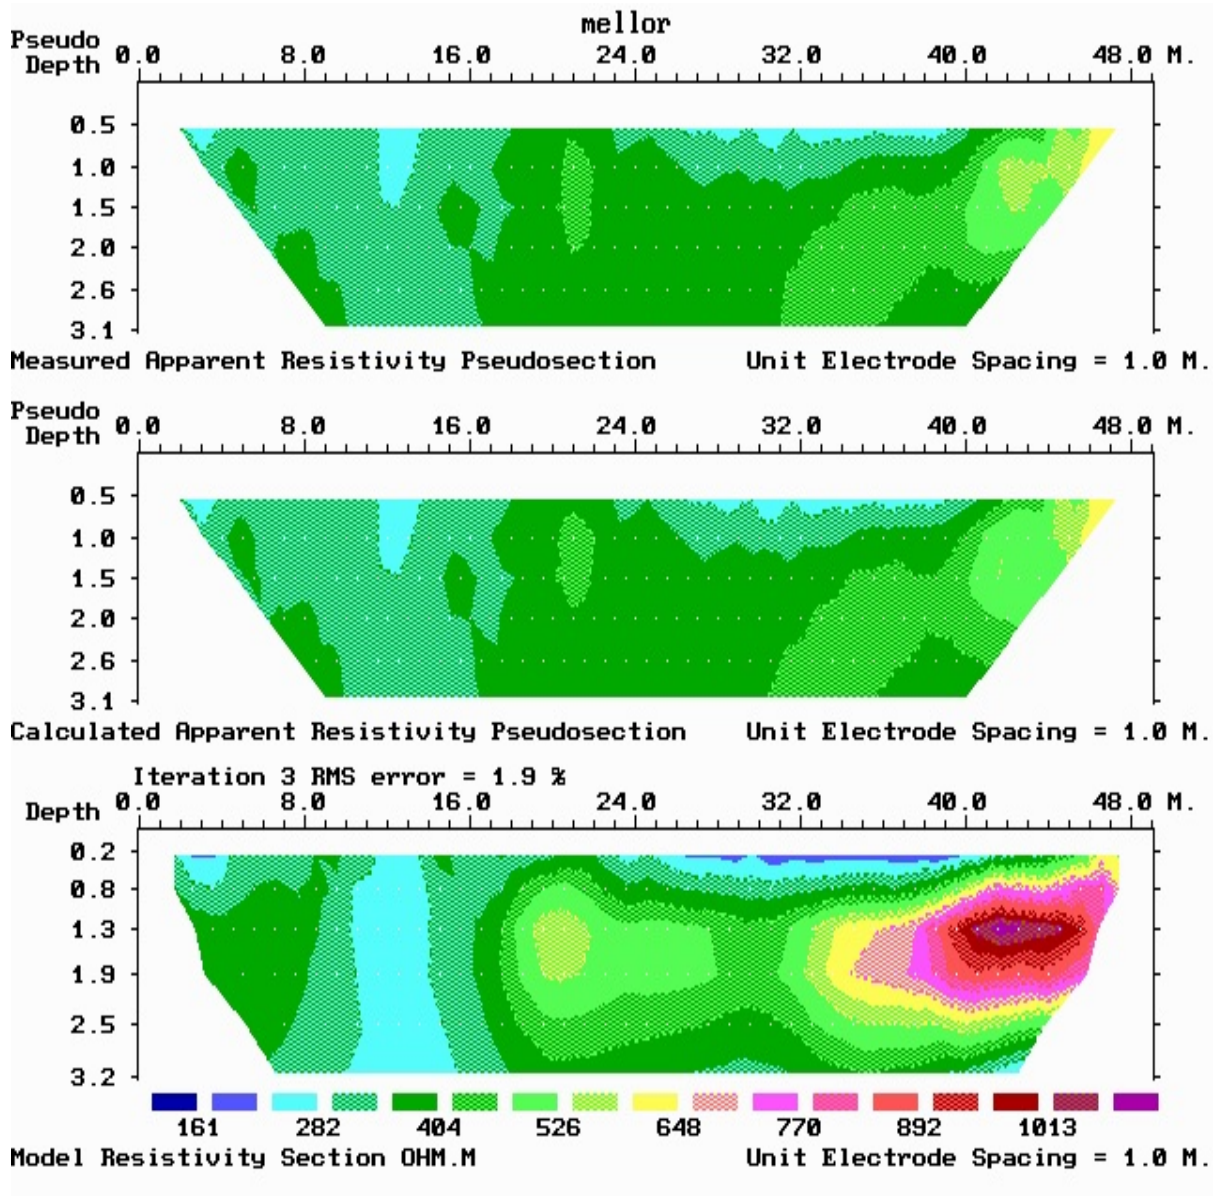 mellor
Pseudo
Depth 0.0 8.0 16.0 24.0 32.0 40.0 48.0 M.
0.5
1.0
1.5
2.0
2.6
3.1
Measured Apparent Resistivity Pseudosection Unit Electrode Spacing = 1.0 M.
Pseudo
Depth 0.0 8.0 16.0 24.0 32.0 40.0 48.0 M.
0.5
1.0
1.5
2.0
2.6
3.1
Calculated Apparent Resistivity Pseudosection Unit Electrode Spacing = 1.0 M.
Iteration 3 RMS error = 1.9 %
Depth 0.0 8.0 16.0 24.0 32.0 40.0 48.0 M.
0.2
0.8
1.3
1.9
2.5
3.2
161 282 404 526 648 770 892 1013
Model Resistivity Section OHM.M Unit Electrode Spacing = 1.0 M.